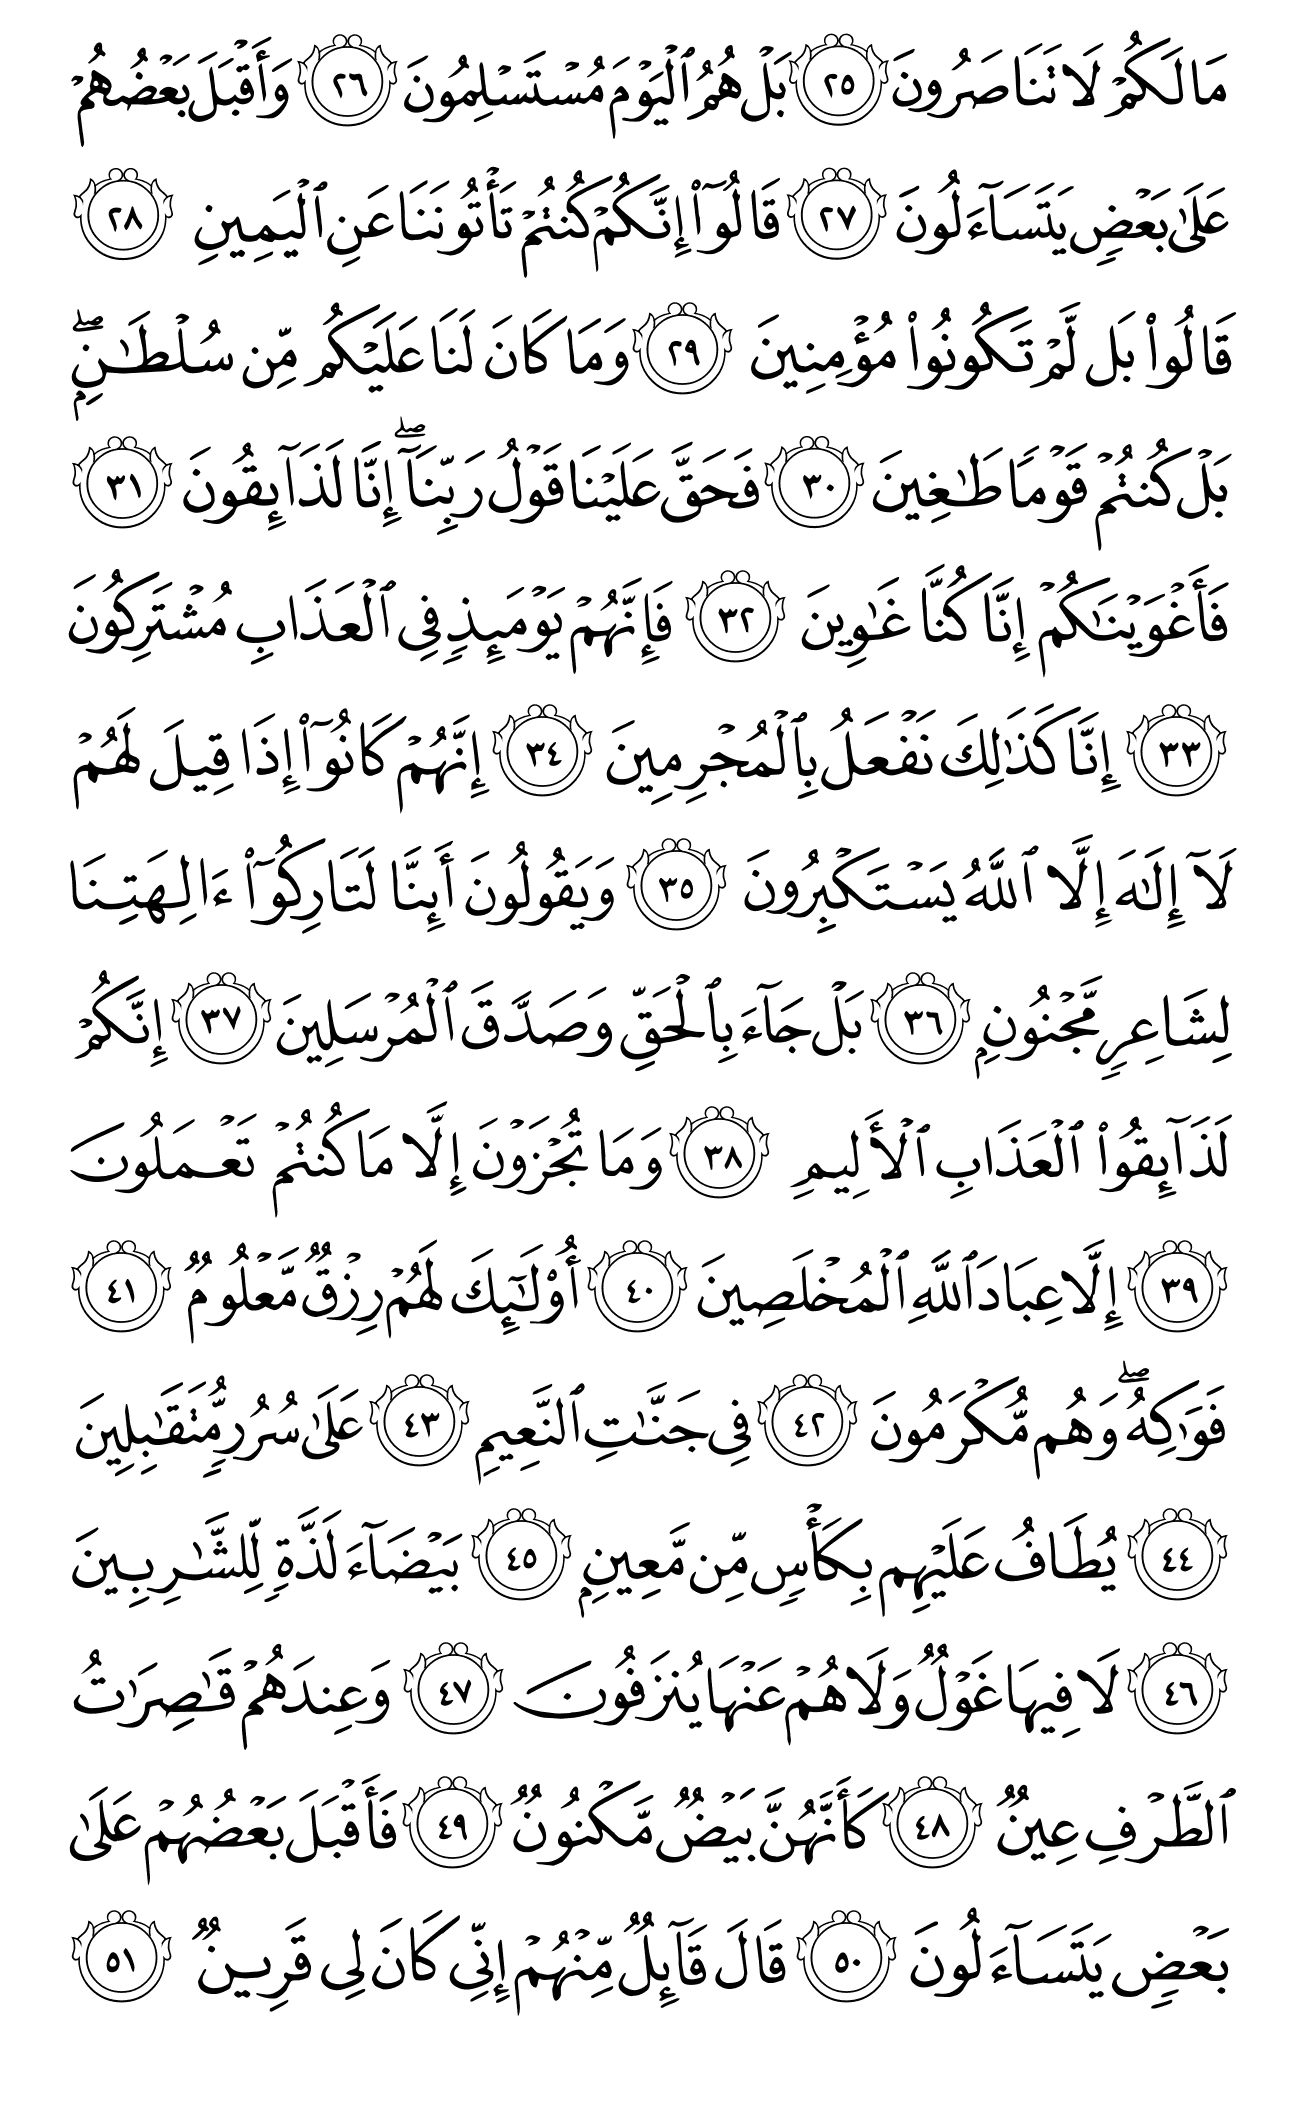 مَا لَكُمۡ لَا تَنَاصَرُونَ ٢٥ بَلۡ هُمُ ٱلۡيَوۡمَ مُسۡتَسۡلِمُونَ ٢٦ وَأَقۡبَلَ بَعۡضُهُمۡ
عَلَىٰ بَعۡضٖ يَتَسَآءَلُونَ ٢٧ قَالُوٓاْ إِنَّكُمۡ كُنتُمۡ تَأۡتُونَنَا عَنِ ٱلۡيَمِينِ ٢٨
قَالُواْ بَل لَّمۡ تَكُونُواْ مُؤۡمِنِينَ ٢٩ وَمَا كَانَ لَنَا عَلَيۡكُم مِّن سُلۡطَٰنِۭۖ
بَلۡ كُنتُمۡ قَوۡمٗا طَٰغِينَ ٣٠ فَحَقَّ عَلَيۡنَا قَوۡلُ رَبِّنَآۖ إِنَّا لَذَآئِقُونَ ٣١
فَأَغۡوَيۡنَٰكُمۡ إِنَّا كُنَّا غَٰوِينَ ٣٢ فَإِنَّهُمۡ يَوۡمَئِذٖ فِي ٱلۡعَذَابِ مُشۡتَرِكُونَ
٣٣ إِنَّا كَذَٰلِكَ نَفۡعَلُ بِٱلۡمُجۡرِمِينَ ٣٤ إِنَّهُمۡ كَانُوٓاْ إِذَا قِيلَ لَهُمۡ
لَآ إِلَٰهَ إِلَّا ٱللَّهُ يَسۡتَكۡبِرُونَ ٣٥ وَيَقُولُونَ أَئِنَّا لَتَارِكُوٓاْ ءَالِهَتِنَا
لِشَاعِرٖ مَّجۡنُونِۭ ٣٦ بَلۡ جَآءَ بِٱلۡحَقِّ وَصَدَّقَ ٱلۡمُرۡسَلِينَ ٣٧ إِنَّكُمۡ
لَذَآئِقُواْ ٱلۡعَذَابِ ٱلۡأَلِيمِ ٣٨ وَمَا تُجۡزَوۡنَ إِلَّا مَا كُنتُمۡ تَعۡمَلُونَ
٣٩ إِلَّا عِبَادَ ٱللَّهِ ٱلۡمُخۡلَصِينَ ٤٠ أُوْلَٰٓئِكَ لَهُمۡ رِزۡقٞ مَّعۡلُومٞ ٤١
فَوَٰكِهُ وَهُم مُّكۡرَمُونَۖ ٤٢ فِي جَنَّٰتِ ٱلنَّعِيمِ ٤٣ عَلَىٰ سُرُرٖ مُّتَقَٰبِلِينَ
٤٤ يُطَافُ عَلَيۡهِم بِكَأۡسٖ مِّن مَّعِينِۭ ٤٥ بَيۡضَآءَ لَذَّةٖ لِّلشَّٰرِبِينَ
٤٦ لَا فِيهَا غَوۡلٞ وَلَا هُمۡ عَنۡهَا يُنزَفُونَ ٤٧ وَعِندَهُمۡ قَٰصِرَٰتُ
ٱلطَّرۡفِ عِينٞ ٤٨ كَأَنَّهُنَّ بَيۡضٞ مَّكۡنُونٞ ٤٩ فَأَقۡبَلَ بَعۡضُهُمۡ عَلَىٰ
بَعۡضٖ يَتَسَآءَلُونَ ٥٠ قَالَ قَآئِلٞ مِّنۡهُمۡ إِنِّي كَانَ لِي قَرِينٞ ٥١